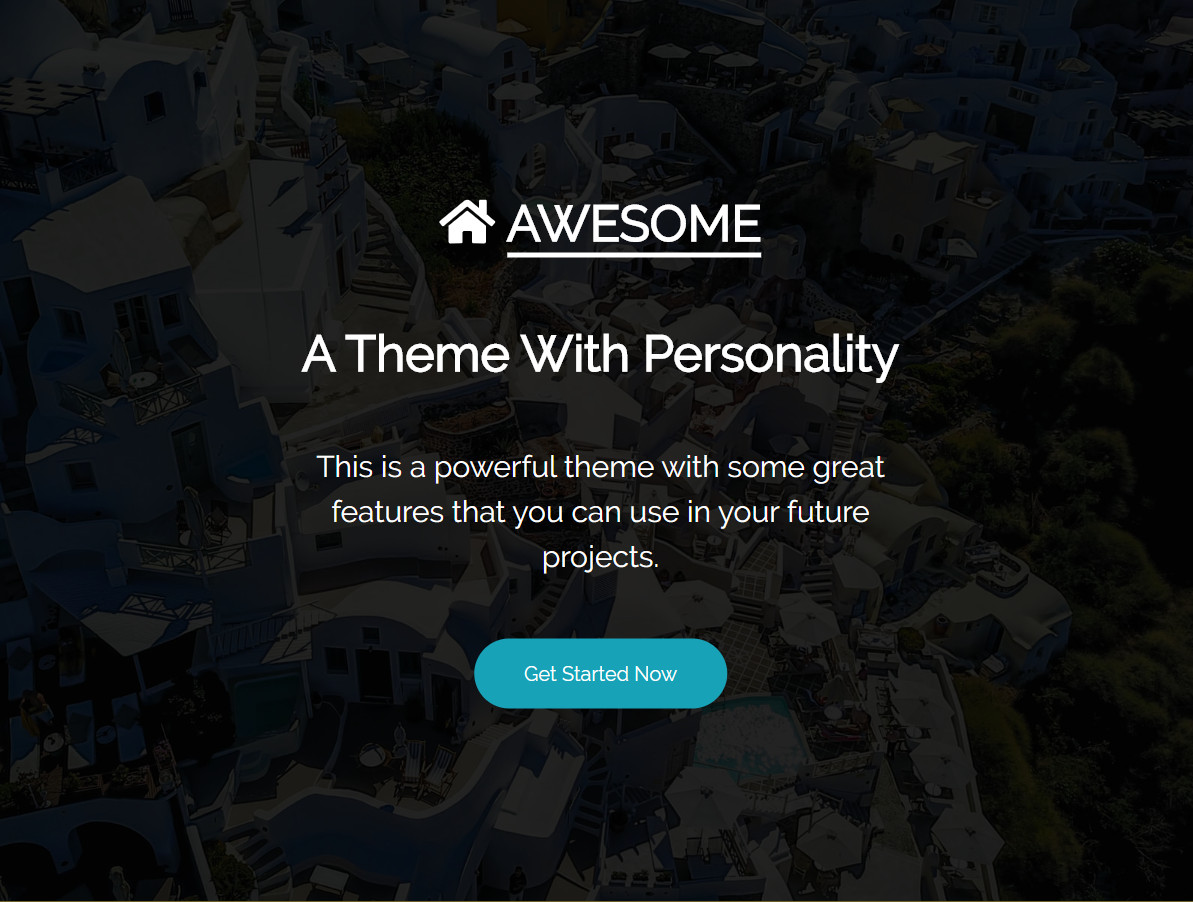 AWESOME
A Theme With Personality
This is a powerful theme with some great
features that you can use in your future
projects.
Get Started Now